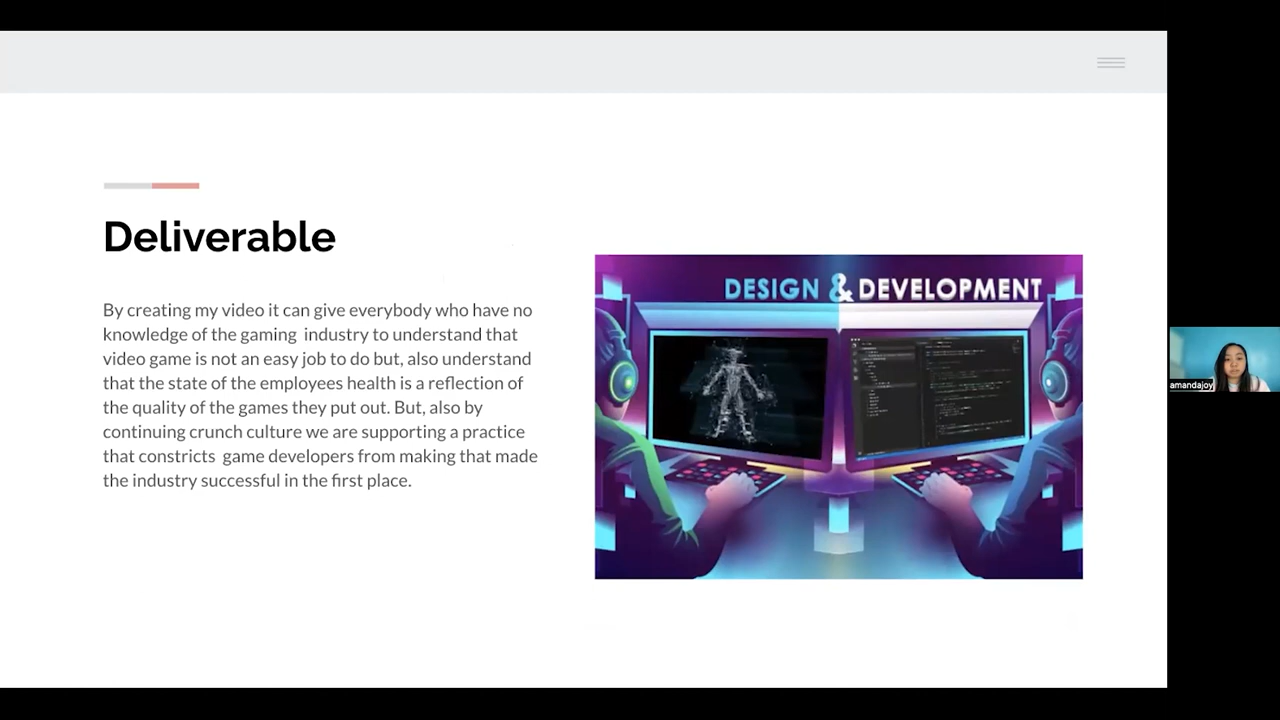 Deliverable
By creating my video it can give everybody who have no
knowledge of the gaming  industry to understand that
video game is not an easy job to do but, also understand
that the state of the employees health is a reflection of
the quality of the games they put out. But, also by
continuing crunch culture we are supporting a practice
that constricts  game developers from making that made
the industry successful in the first place.
DESIGN & DEVELOPMENT
amandajoy